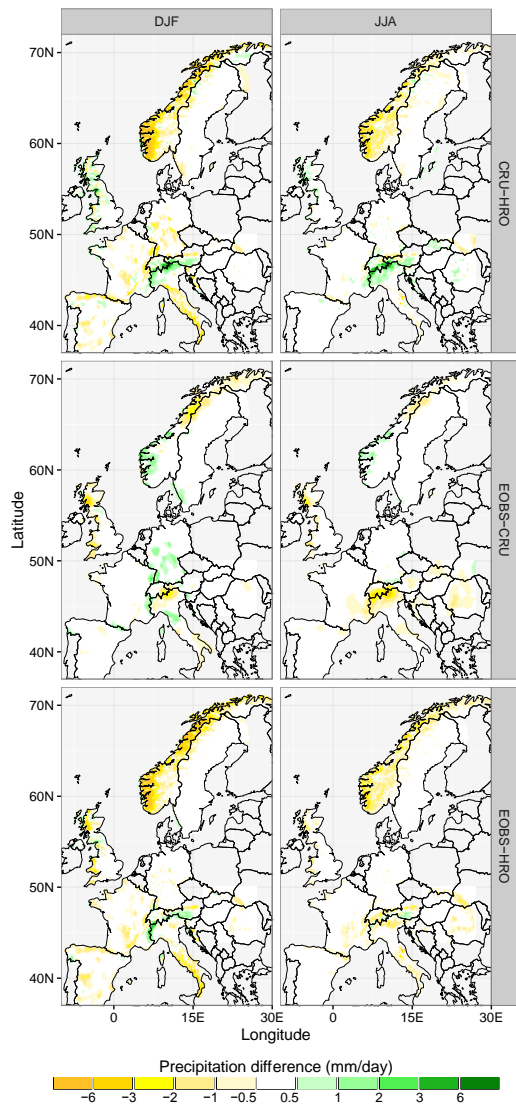 DJF
JJA
70N
60N
50N
40N
CRU−HRO
70N
60N
50N
40N
EOBS−CRU
70N
60N
50N
40N
EOBS−HRO
Latitude
0 15E 30E 0 15E 30E
Longitude
Precipitation difference (mm/day)
−6 −3 −2 −1 −0.5 0.5 1 2 3 6